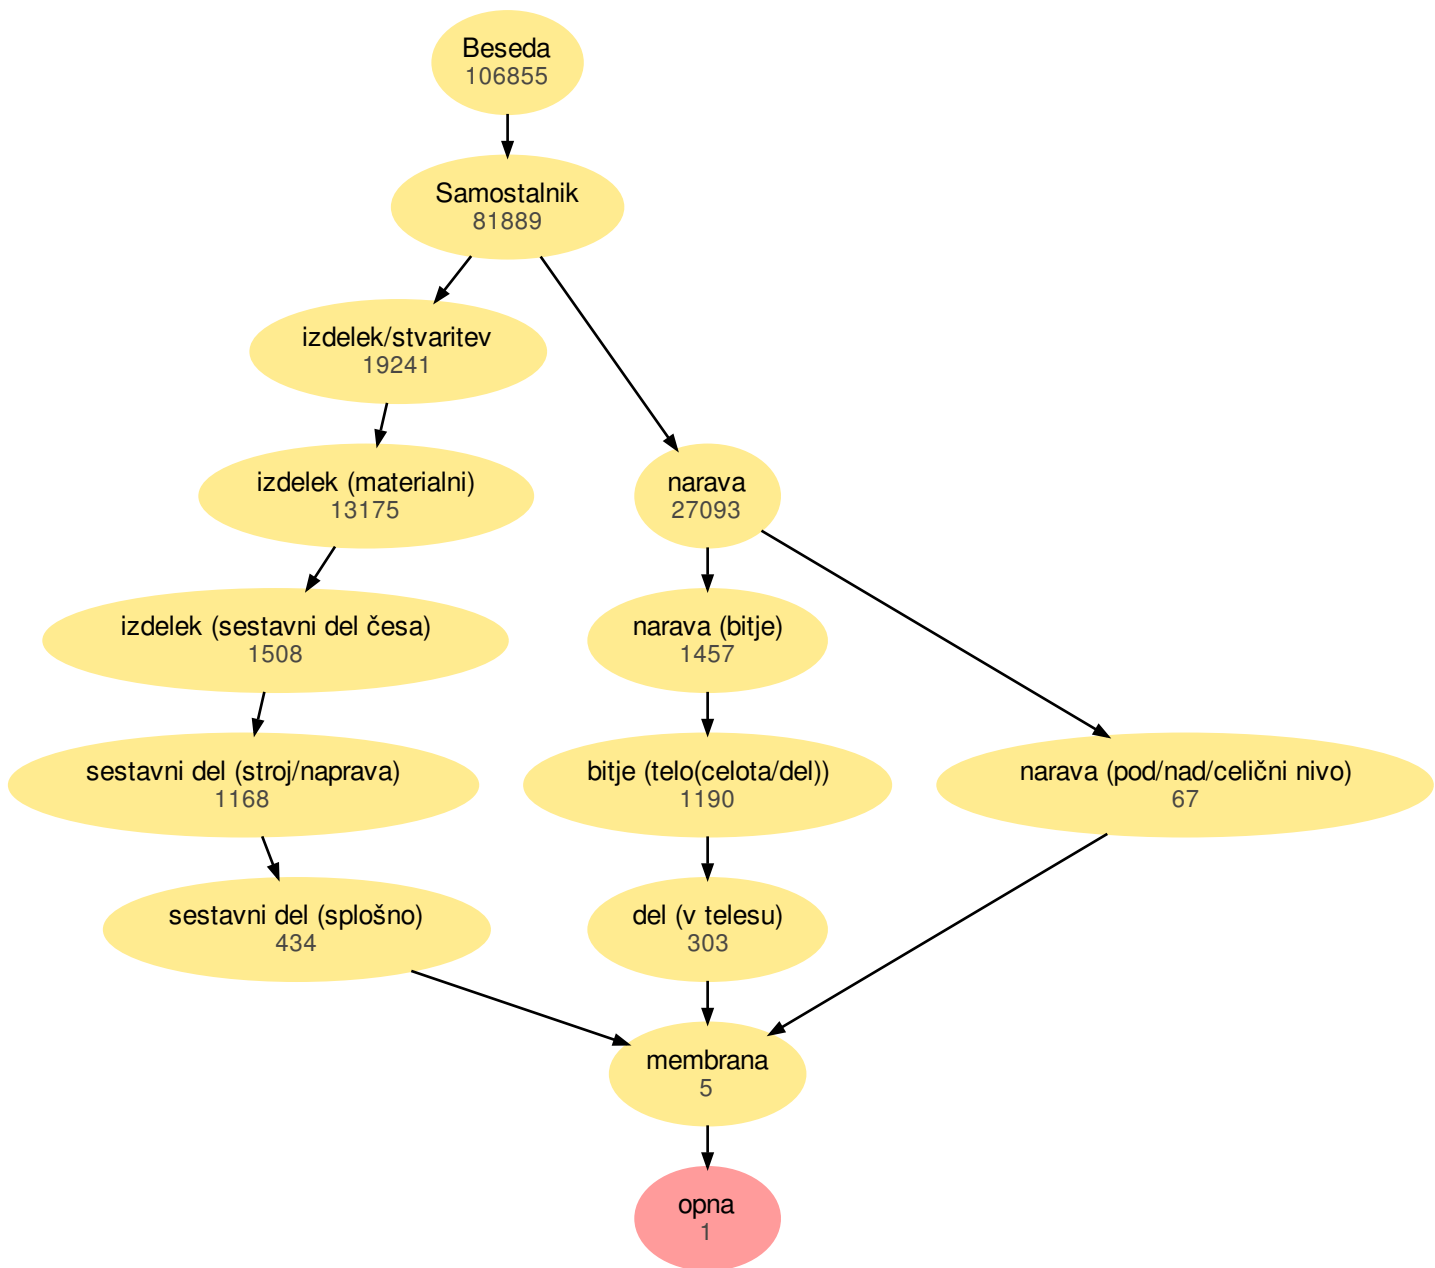 Beseda
106855
Samostalnik
81889
izdelek/stvaritev
19241
izdelek (materialni)
13175
narava
27093
izdelek (sestavni del česa)
1508
narava (bitje)
1457
sestavni del (stroj/naprava)
1168
bitje (telo(celota/del))
1190
narava (pod/nad/celični nivo)
67
sestavni del (splošno)
434
del (v telesu)
303
membrana
5
opna
1